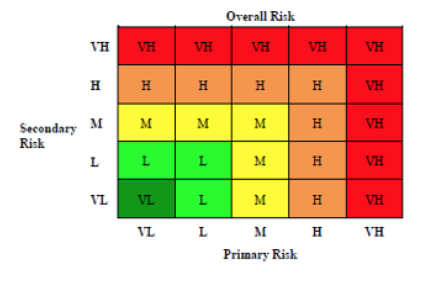 Overall Risk
VH VH VH VH VH VH
H H H H H VH
Secondary Risk
M M M M H VH
L L L M H VH
VL VL L M H VH
VL L M H VH
Primary Risk